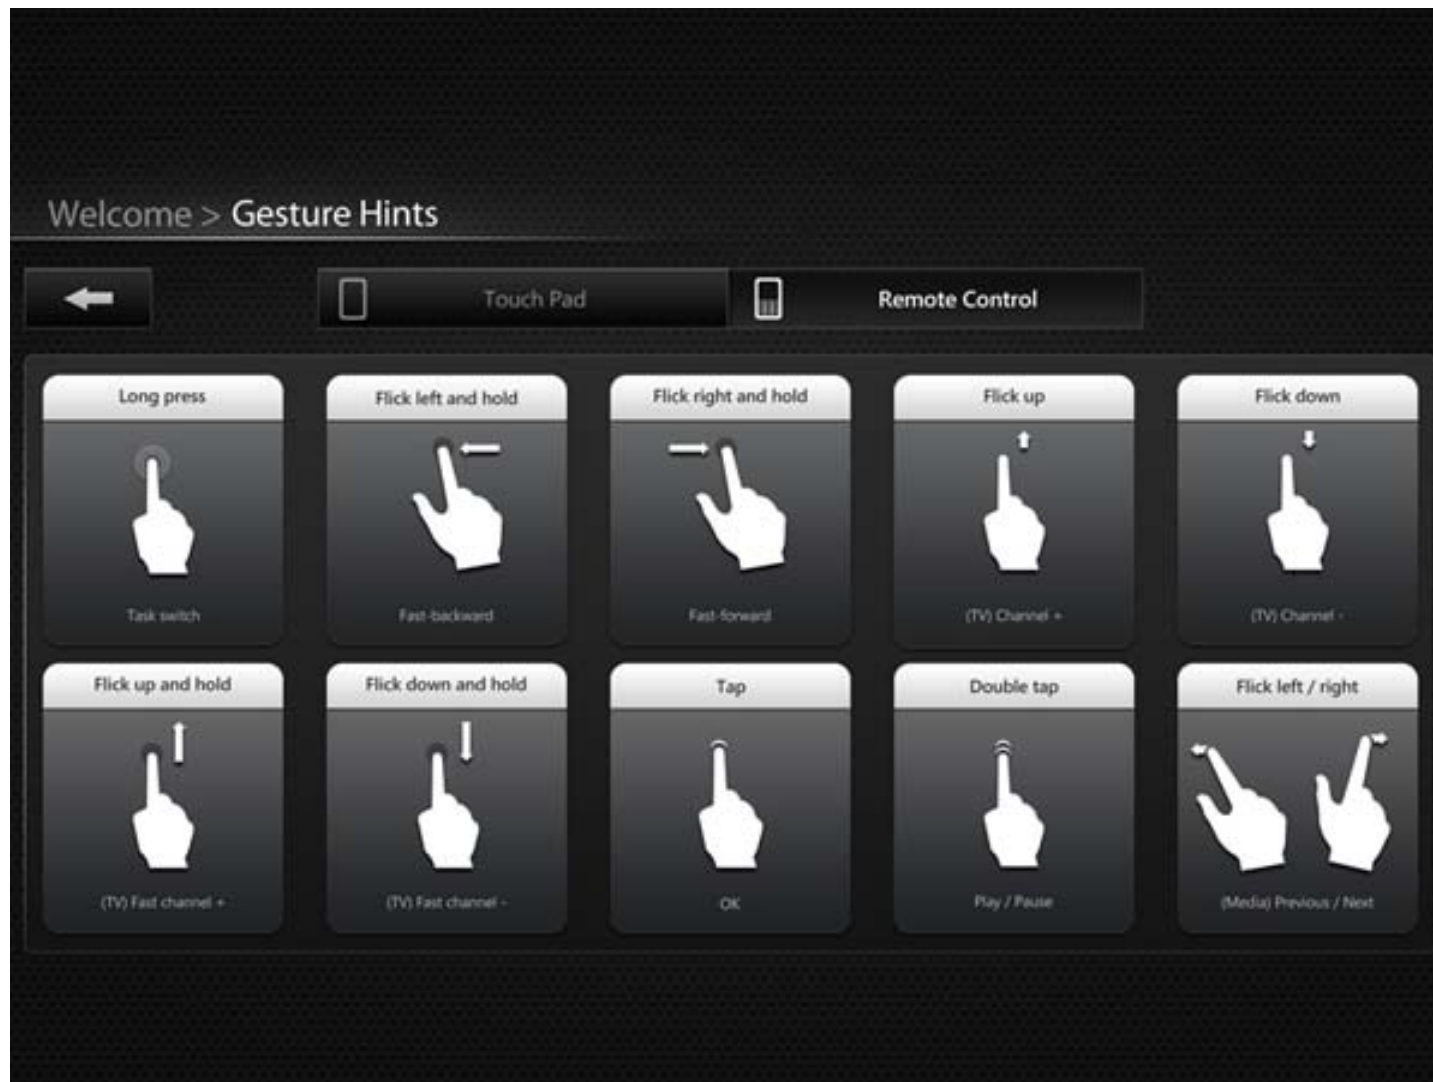 Welcome > Gesture Hints
Touch Pad
Remote Control
Long press
Flick left and hold
Flick right and hold
Flick up
Flick down
Task switch
Fast-backward
Fast-forward
(TV) Channel +
(TV) Channel -
Flick up and hold
Flick down and hold
Tap
Double tap
Flick left / right
(TV) Fast channel +
(TV) Fast channel -
OK
Play / Pause
(Media) Previous / Next